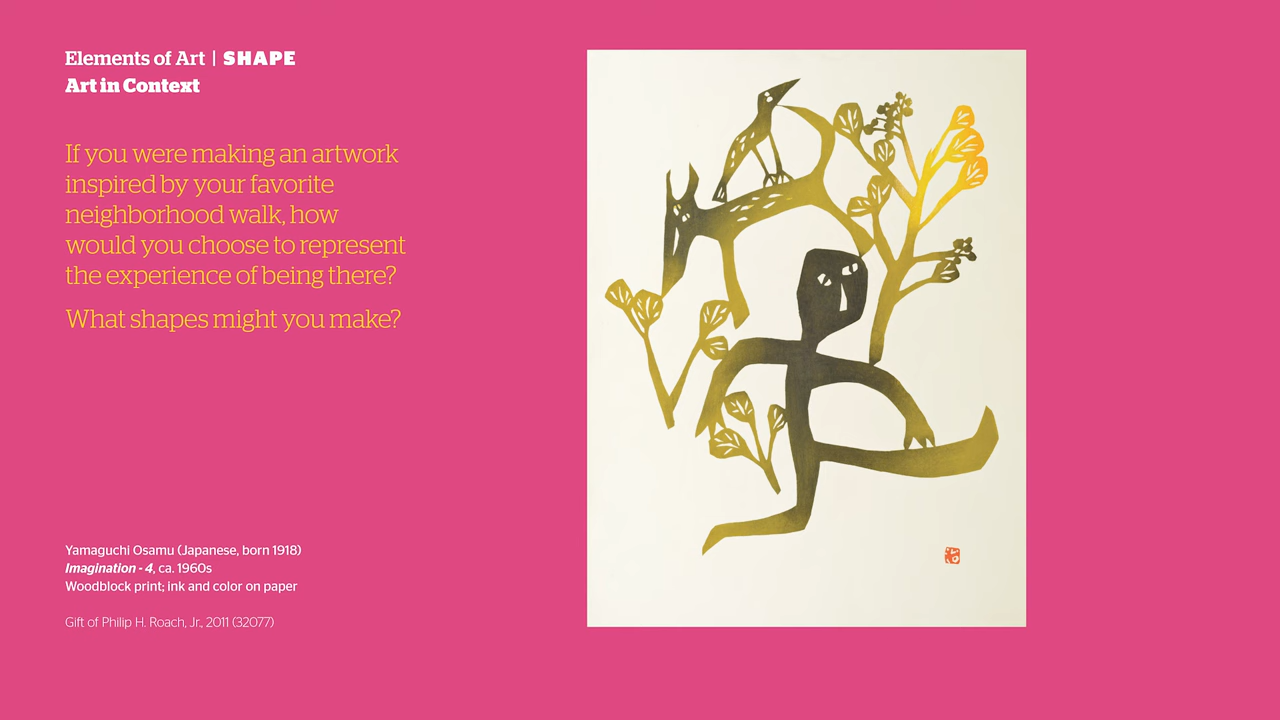 Elements of Art | SHAPE
Art in Context
If you were making an artwork
inspired by your favorite
neighborhood walk, how
would you choose to represent
the experience of being there?
What shapes might you make?
Yamaguchi Osamu (Japanese, born 1918)
Imagination - 4, ca. 1960s
Woodblock print; ink and color on paper
Gift of Philip H. Roach, Jr., 2011 (32077)